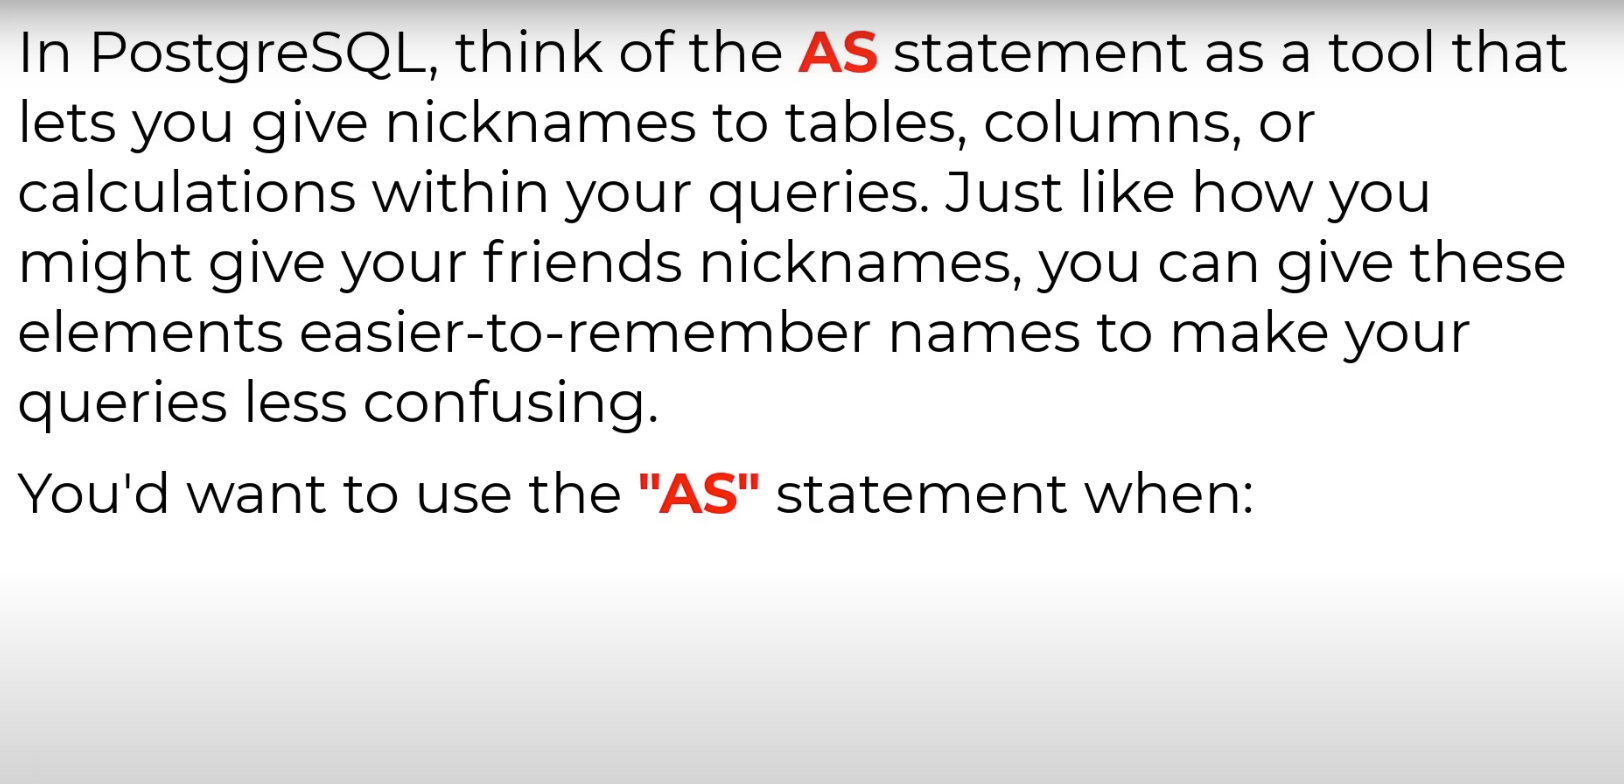 In PostgreSQL, think of the AS statement as a tool that
lets you give nicknames to tables, columns, or
calculations within your queries. Just like how you
might give your friends nicknames, you can give these
elements easier-to-remember names to make your
queries less confusing.
You'd want to use the "AS" statement when: